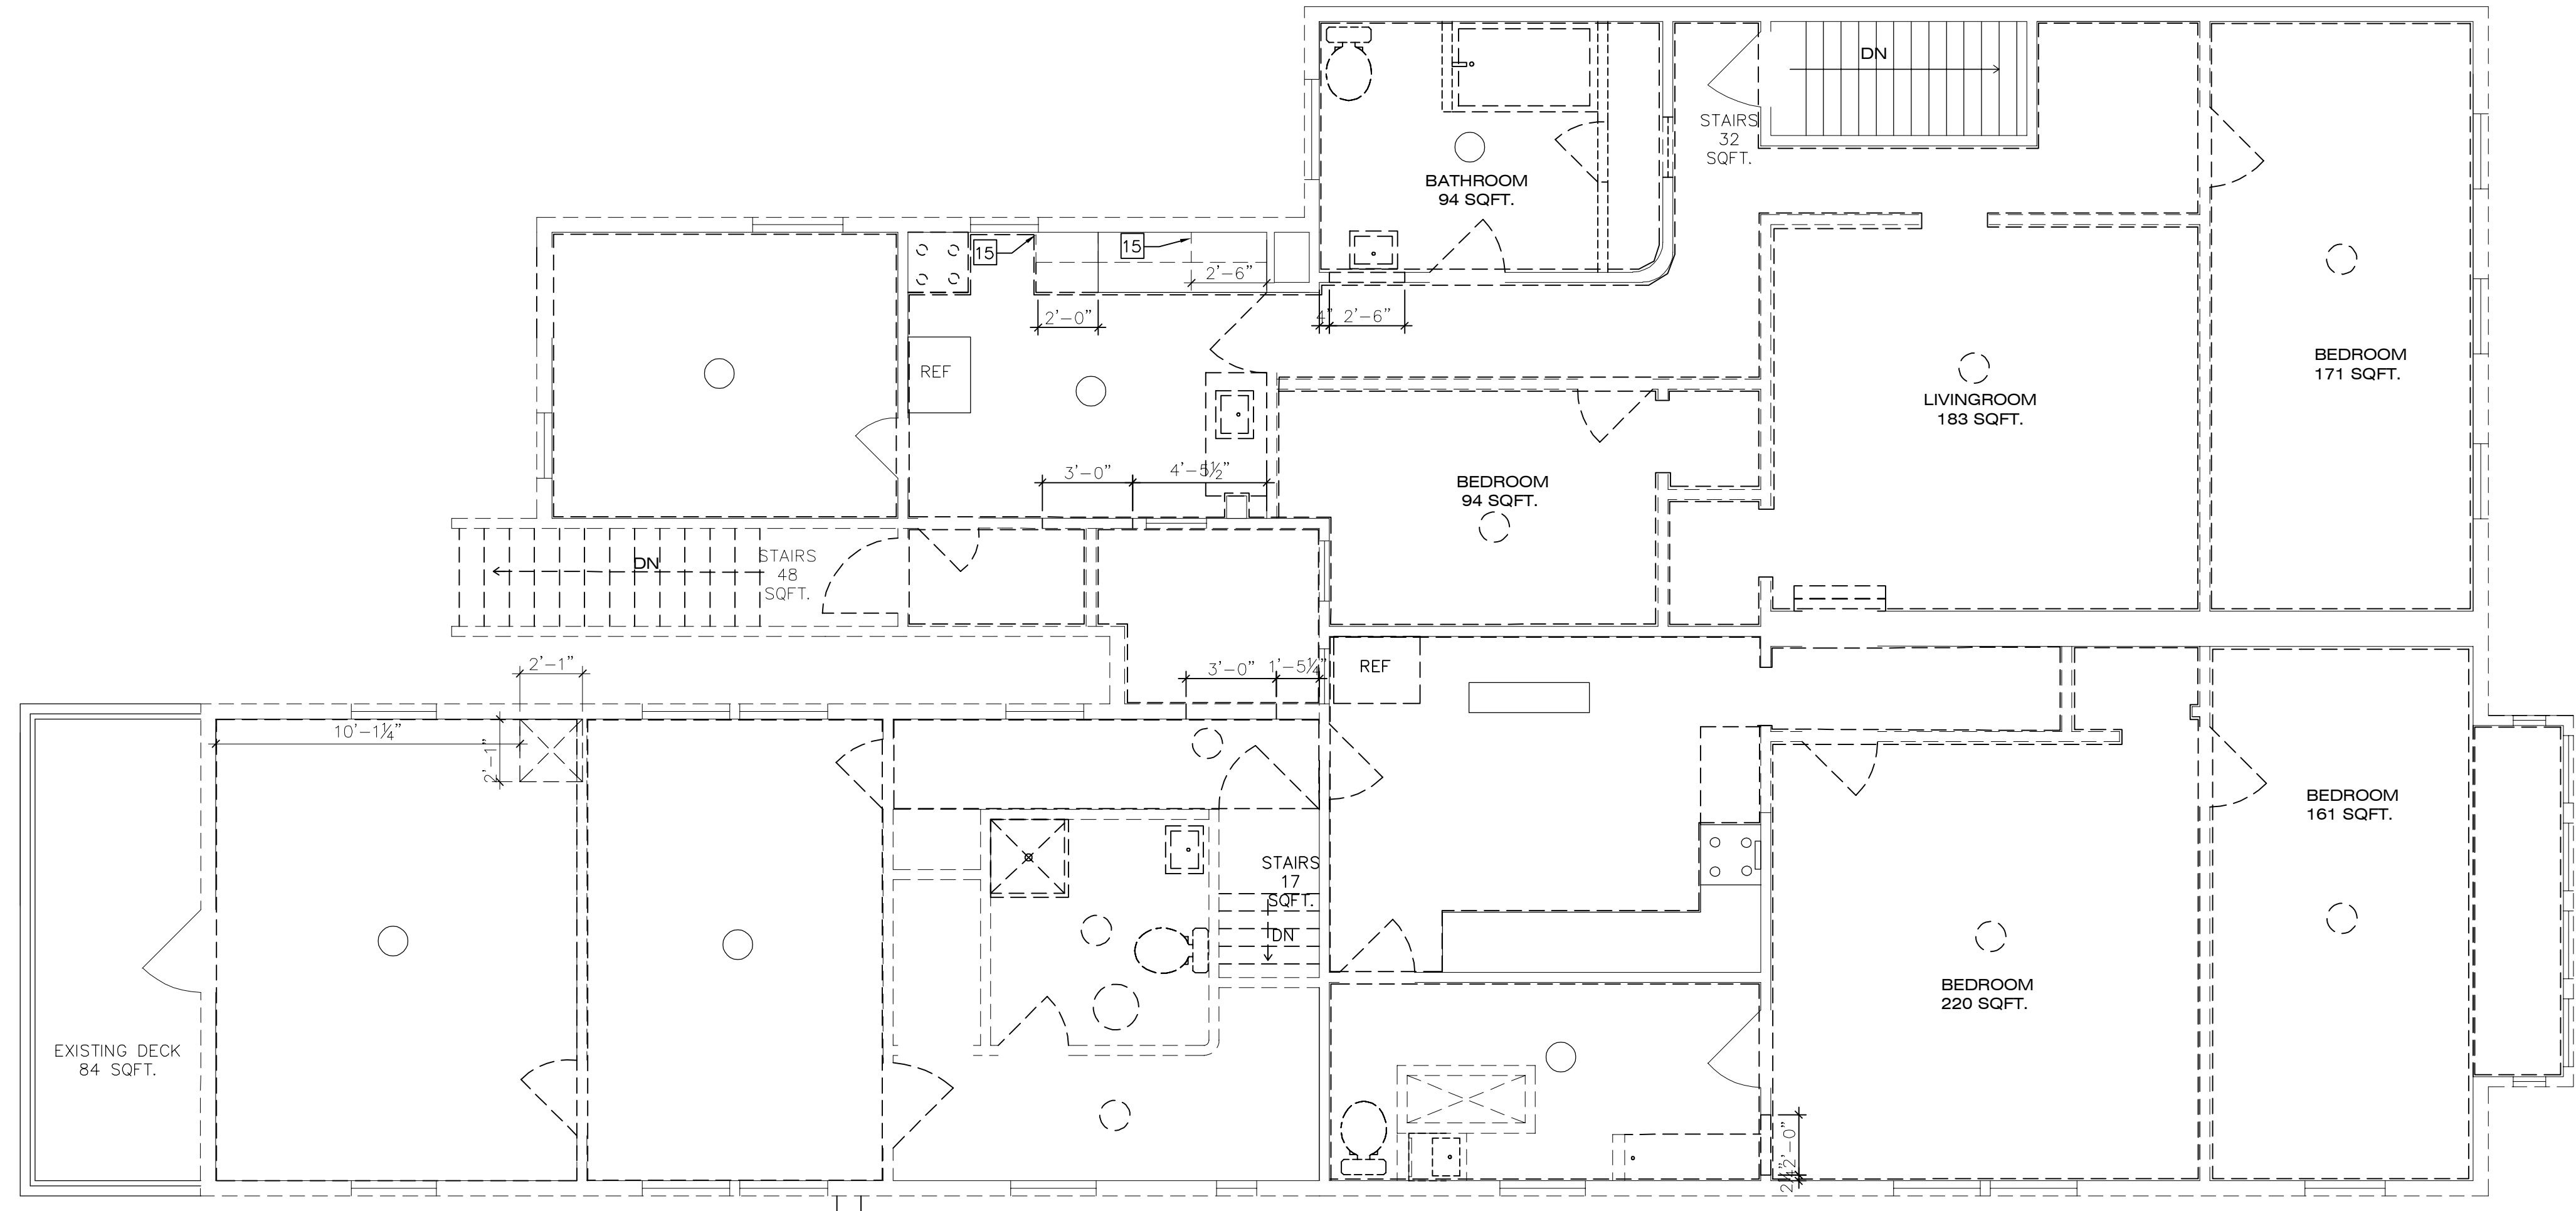 DN
STAIRS
32
SQFT.
BATHROOM
94 SQFT.
15
15
2'-6"
2'-0"
4"
2'-6"
REF
BEDROOM
171 SQFT.
LIVINGROOM
183 SQFT.
3'-0"
4'-5½"
BEDROOM
94 SQFT.
DN
STAIRS
48
SQFT.
2'-1"
3'-0"
1'-5¼"
REF
10'-1¼"
2'-1"
BEDROOM
161 SQFT.
STAIRS
17
SQFT.
DN
BEDROOM
220 SQFT.
EXISTING DECK
84 SQFT.
2'-0"